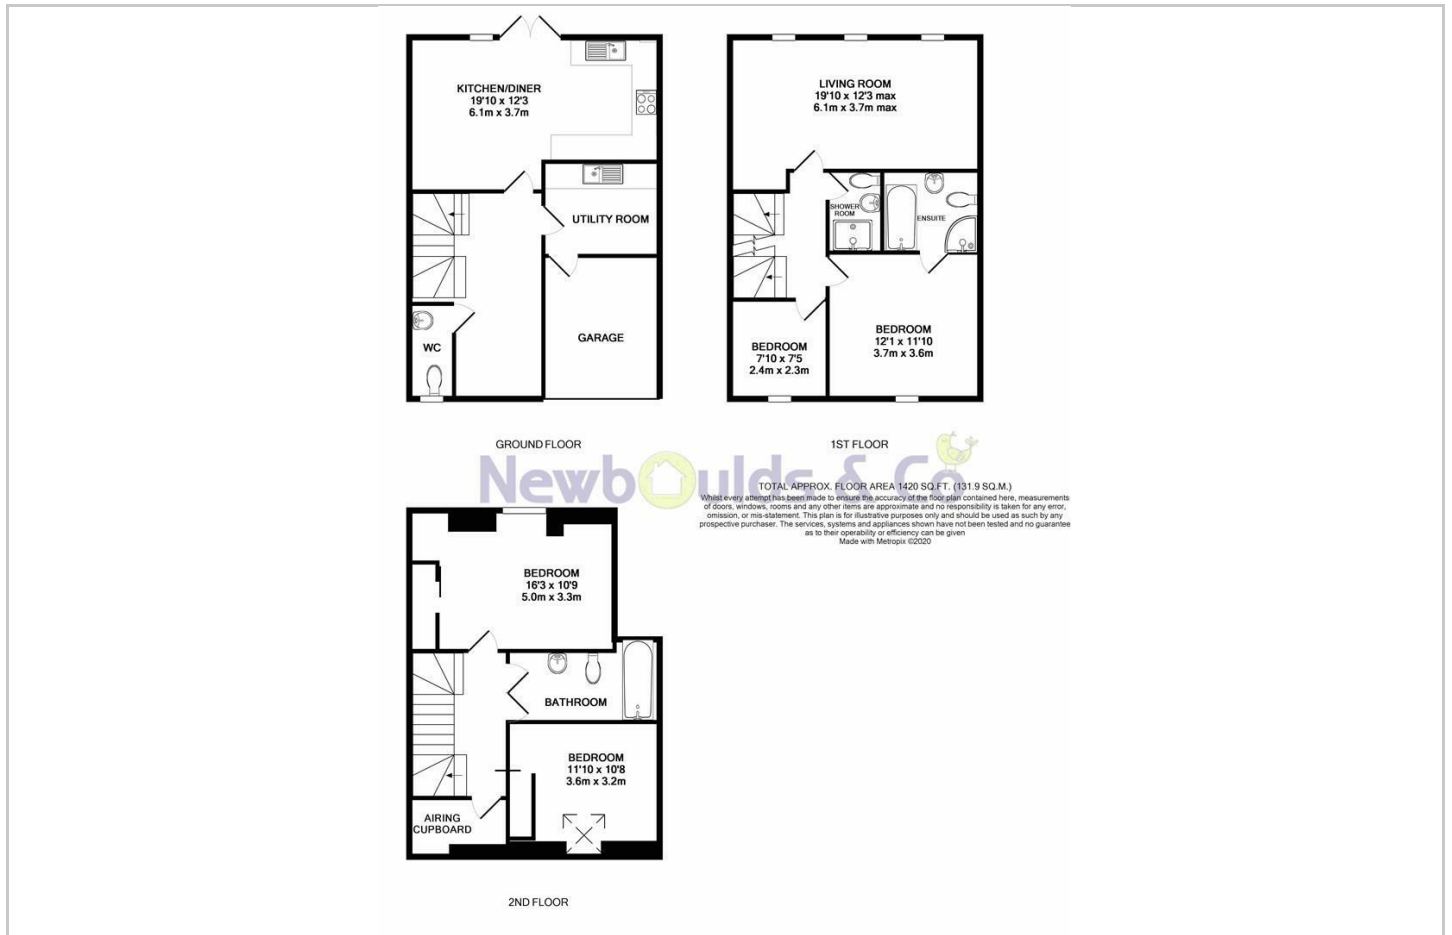 KITCHEN/DINER
19'10 x 12'3
6.1m x 3.7m
UTILITY ROOM
GARAGE
WC
GROUND FLOOR
LIVING ROOM
19'10 x 12'3 max
6.1m x 3.7m max
SHOWER
ROOM
ENSUITE
BEDROOM
7'10 x 7'5
2.4m x 2.3m
BEDROOM
12'1 x 11'10
3.7m x 3.6m
1ST FLOOR
Newboulds & Co
TOTAL APPROX. FLOOR AREA 1420 SQ.FT. (131.9 SQ.M.)
Whilst every attempt has been made to ensure the accuracy of the floor plan contained here, measurements
of doors, windows, rooms and any other items are approximate and no responsibility is taken for any error,
omission, or mis-statement. This plan is for illustrative purposes only and should be used as such by any
prospective purchaser. The services, systems and appliances shown have not been tested and no guarantee
as to their operability or efficiency can be given
Made with Metropix ©2020
BEDROOM
16'3 x 10'9
5.0m x 3.3m
BATHROOM
BEDROOM
11'10 x 10'8
3.6m x 3.2m
AIRING
CUPBOARD
2ND FLOOR